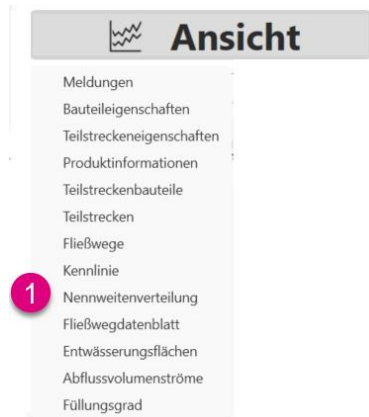 Ansicht
Meldungen
Bauteileigenschaften
Teilstreckeneigenschaften
Produktinformationen
Teilstreckenbauteile
Teilstrecken
Fließwege
Kennlinie
1 Nennweitenverteilung
Fließwegdatenblatt
Entwässerungsflächen
Abflussvolumenströme
Füllungsgrad